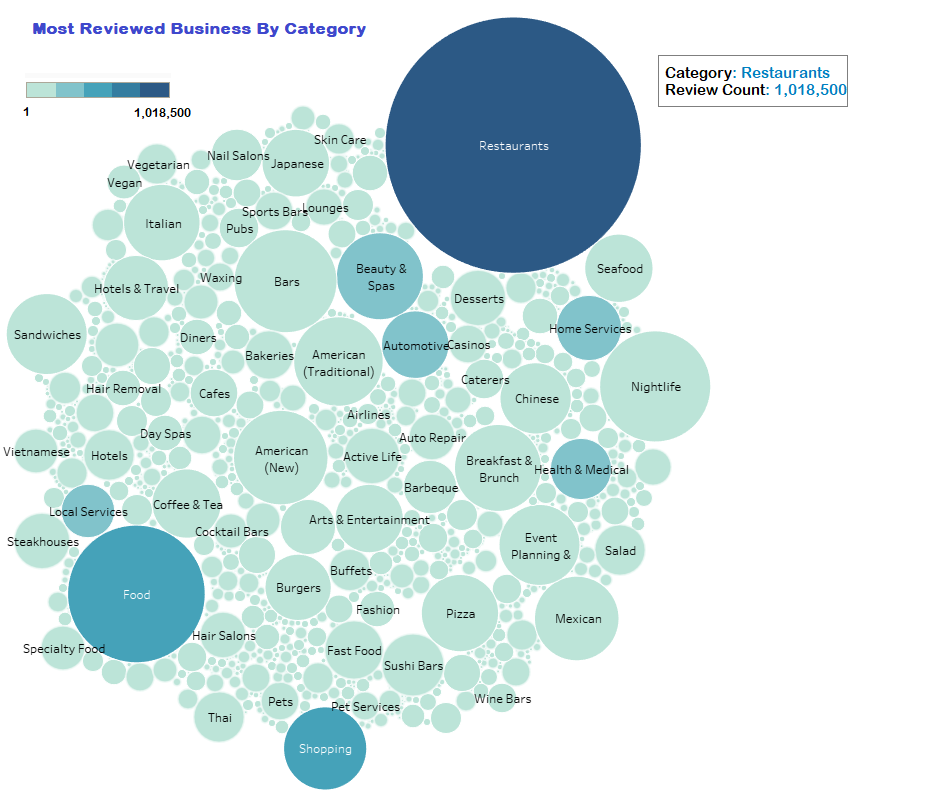 Most Reviewed Business By Category
Category: Restaurants
Review Count: 1,018,500
1
1,018,500
Restaurants
Skin Care
Nail Salons
Japanese
Vegetarian
Vegan
Sports Bars
Lounges
Italian
Pubs
Seafood
Beauty &
Spas
Waxing
Bars
Hotels & Travel
Desserts
Home Services
Sandwiches
Diners
Automotive
Casinos
Bakeries
American
(Traditional)
Caterers
Nightlife
Hair Removal
Cafes
Chinese
Airlines
Day Spas
Auto Repair
Vietnamese
Hotels
American
(New)
Active Life
Breakfast &
Brunch
Health & Medical
Barbeque
Coffee & Tea
Local Services
Arts & Entertainment
Cocktail Bars
Steakhouses
Event
Planning &
Salad
Buffets
Burgers
Food
Fashion
Pizza
Mexican
Hair Salons
Specialty Food
Fast Food
Sushi Bars
Pets
Pet Services
Wine Bars
Thai
Shopping